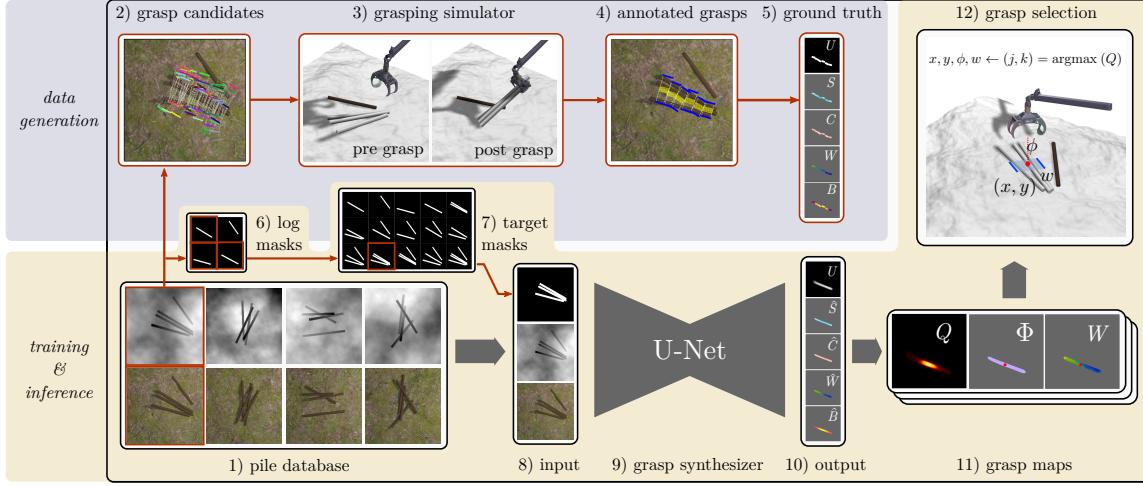 2) grasp candidates
3) grasping simulator
4) annotated grasps
5) ground truth
12) grasp selection
data
generation
pre grasp
post grasp
U
S
C
W
B
x, y, ϕ, w ← (j, k) = argmax (Q)
ϕ
w
(x, y)
6) log
masks
7) target
masks
training
&
inference
U-Net
U
Ŝ
Ĉ
Ŵ
B̂
Q
Φ
W
1) pile database
8) input
9) grasp synthesizer
10) output
11) grasp maps